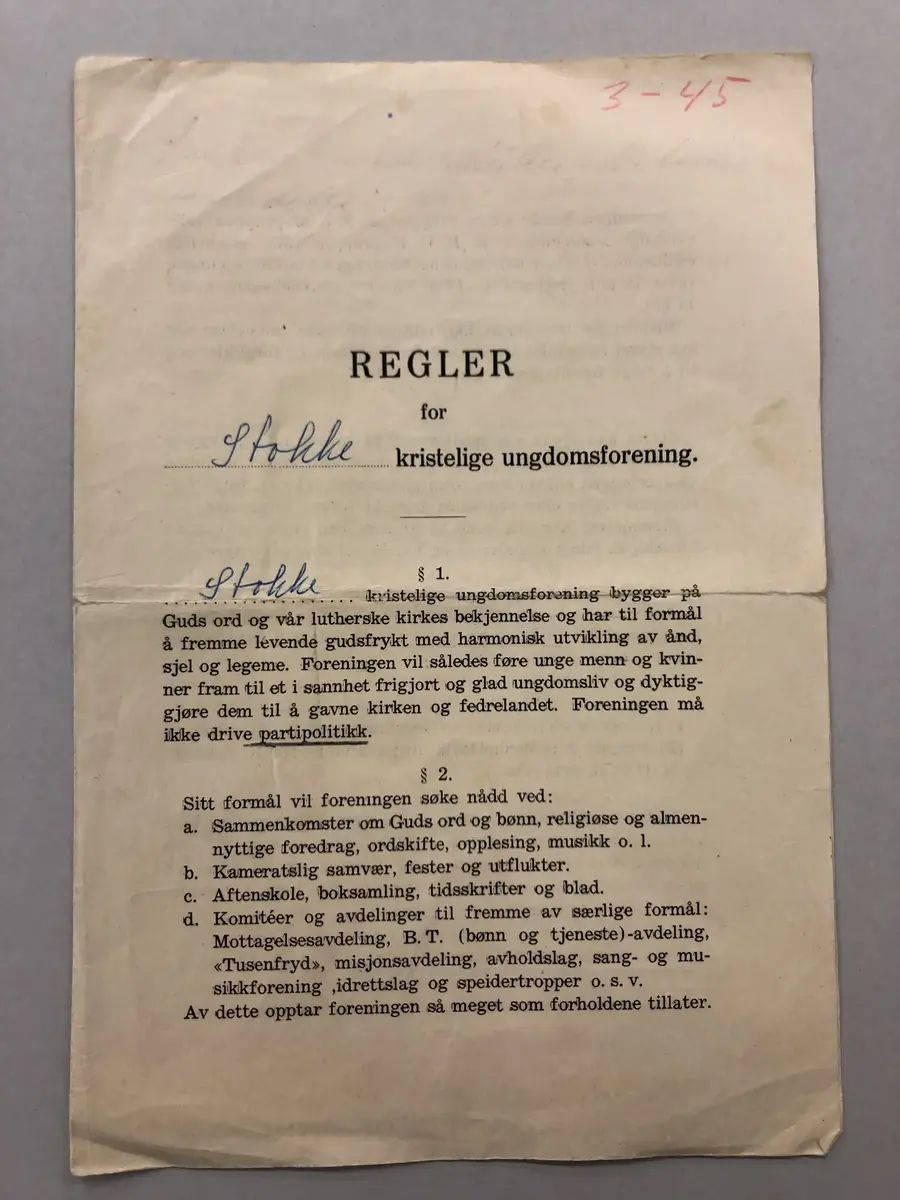 3-45
REGLER
for
Stokke kristelige ungdomsforening.
§ 1.
Stokke kristelige ungdomsforening bygger på
Guds ord og vår lutherske kirkes bekjennelse og har til formål
å fremme levende gudsfrykt med harmonisk utvikling av ånd,
sjel og legeme. Foreningen vil således føre unge menn og kvin-
ner fram til et i sannhet frigjort og glad ungdomsliv og dyktig-
gjøre dem til å gavne kirken og fedrelandet. Foreningen må
ikke drive partipolitikk.
§ 2.
Sitt formål vil foreningen søke nådd ved:
a. Sammenkomster om Guds ord og bønn, religiøse og almen-
nyttige foredrag, ordskifte, opplesing, musikk o. l.
b. Kameratslig samvær, fester og utflukter.
c. Aftenskole, boksamling, tidsskrifter og blad.
d. Komitéer og avdelinger til fremme av særlige formål:
Mottagelsesavdeling, B. T. (bønn og tjeneste)-avdeling,
«Tusenfryd», misjonsavdeling, avholdslag, sang- og mu-
sikkforening ,idrettslag og speidertropper o. s. v.
Av dette opptar foreningen så meget som forholdene tillater.